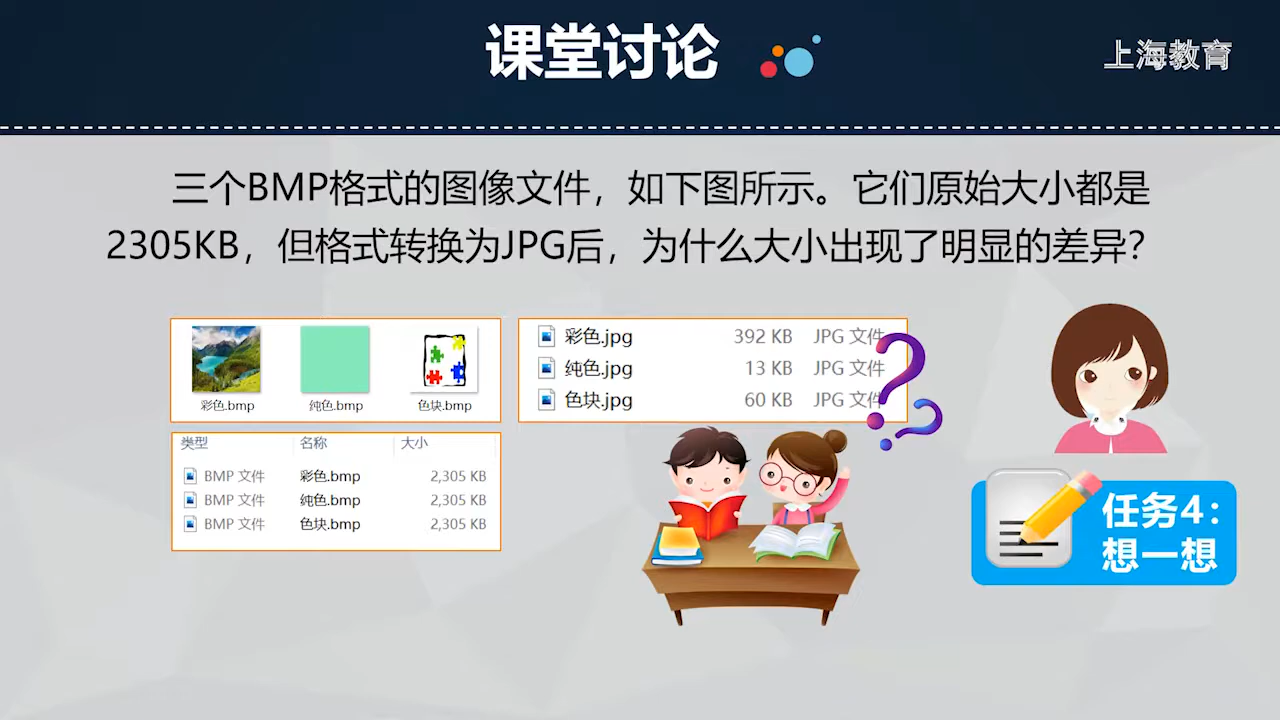 课堂讨论
上海教育
三个BMP格式的图像文件，如下图所示。它们原始大小都是
2305KB，但格式转换为JPG后，为什么大小出现了明显的差异？
彩色.bmp 纯色.bmp 色块.bmp
彩色.jpg 392 KB JPG 文件
纯色.jpg 13 KB JPG 文件
色块.jpg 60 KB JPG 文件
类型 名称 大小
BMP 文件 彩色.bmp 2,305 KB
BMP 文件 纯色.bmp 2,305 KB
BMP 文件 色块.bmp 2,305 KB
任务4：
想一想